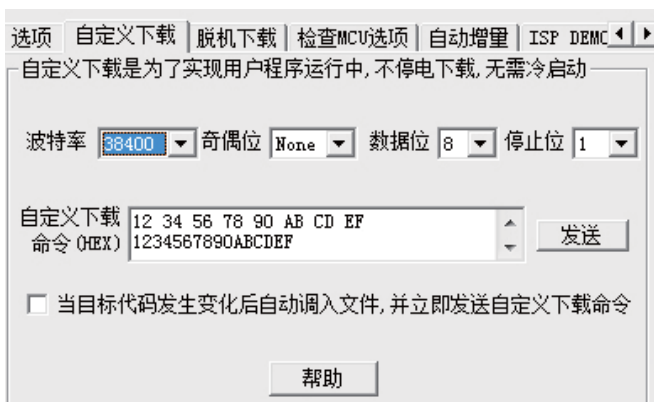 选项 自定义下载 脱机下载 检查MCU选项 自动增量 ISP DEMO
自定义下载是为了实现用户程序运行中,不停电下载,无需冷启动
波特率 38400 奇偶位 None 数据位 8 停止位 1
自定义下载 12 34 56 78 90 AB CD EF
命令(HEX) 1234567890ABCDEF 发送
当目标代码发生变化后自动调入文件,并立即发送自定义下载命令
帮助